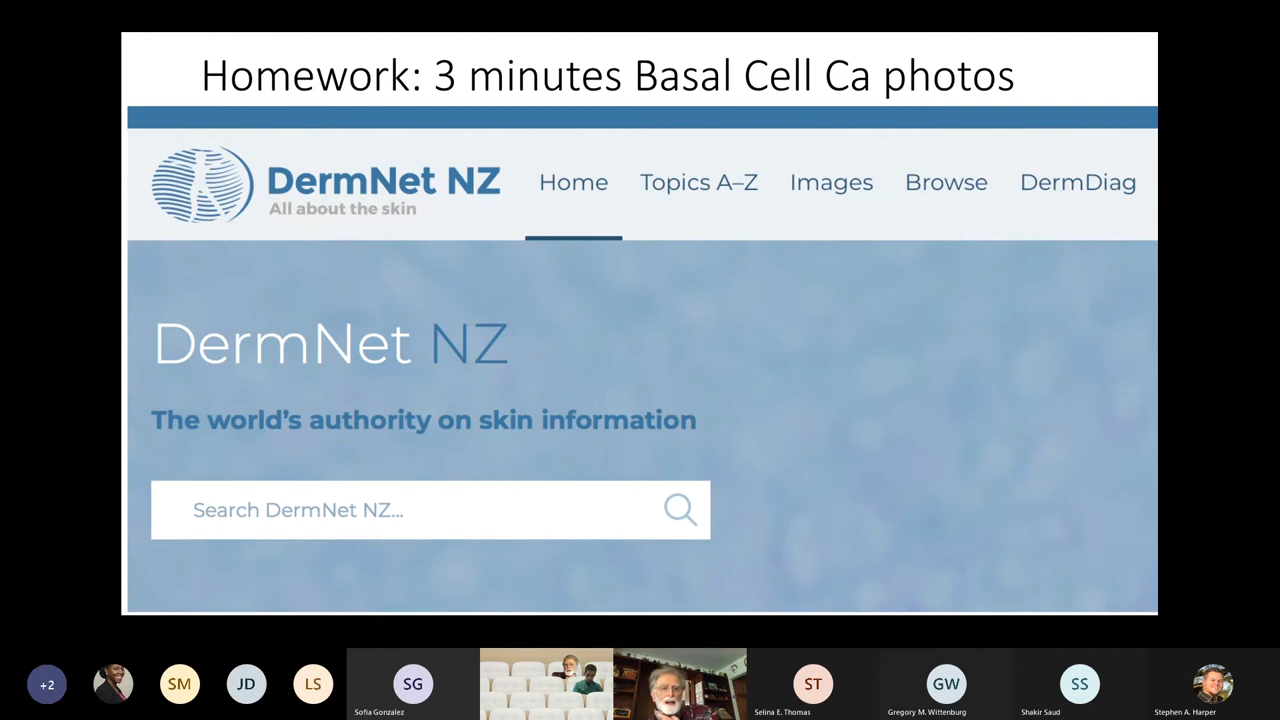 Homework: 3 minutes Basal Cell Ca photos
DermNet NZ
All about the skin
Home
Topics A–Z
Images
Browse
DermDiag
DermNet NZ
The world's authority on skin information
Search DermNet NZ...
+2
SM
JD
LS
SG
Sofia Gonzalez
ST
Selina E. Thomas
GW
Gregory M. Wittenburg
SS
Shakir Saud
Stephen A. Harper